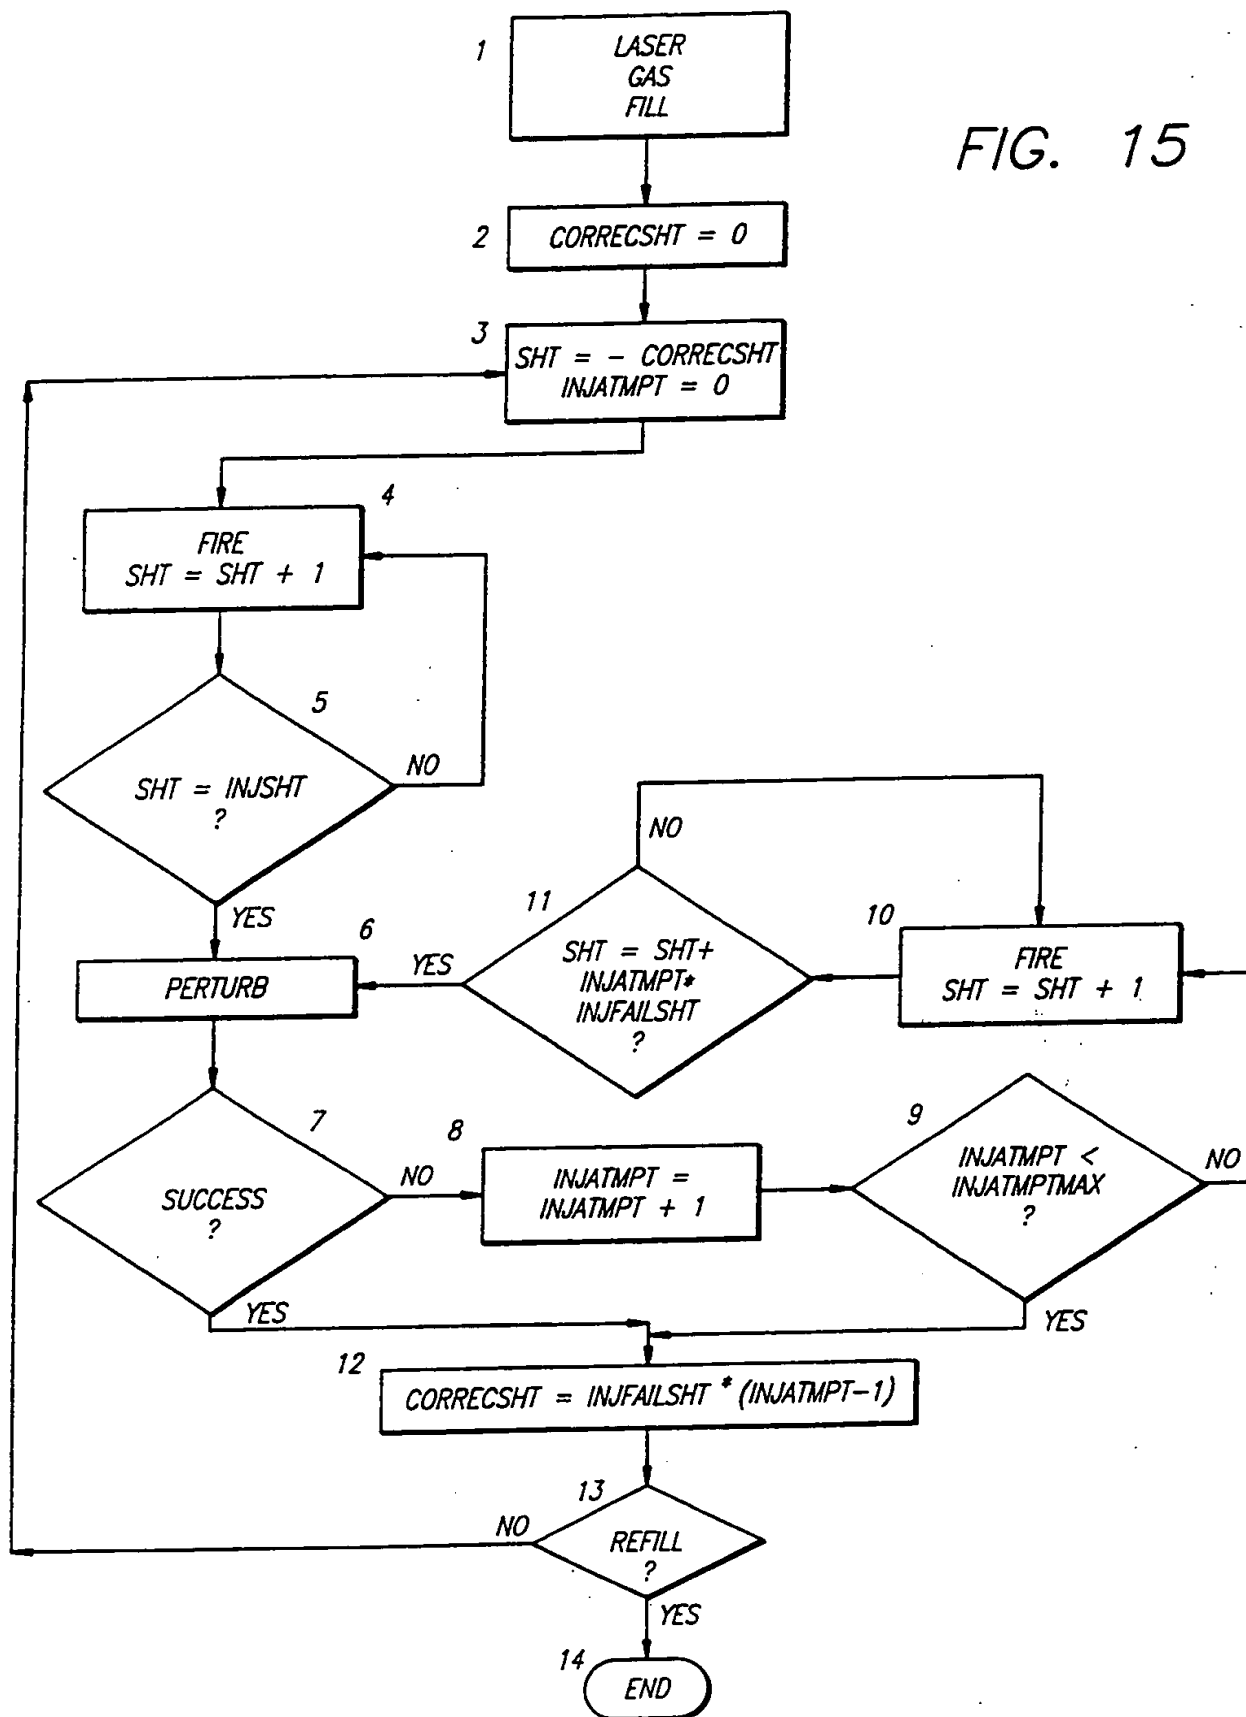 1
LASER
GAS
FILL
FIG. 15
2
CORRECSHT = 0
3
SHT = - CORRECSHT
INJATMPT = 0
4
FIRE
SHT = SHT + 1
5
SHT = INJSHT
?
NO
YES
6
PERTURB
11
SHT = SHT+
INJATMPT*
INJFAILSHT
?
NO
YES
10
FIRE
SHT = SHT + 1
7
SUCCESS
?
NO
YES
8
INJATMPT =
INJATMPT + 1
9
INJATMPT <
INJATMPTMAX
?
NO
YES
12
CORRECSHT = INJFAILSHT * (INJATMPT-1)
13
REFILL
?
NO
YES
14
END